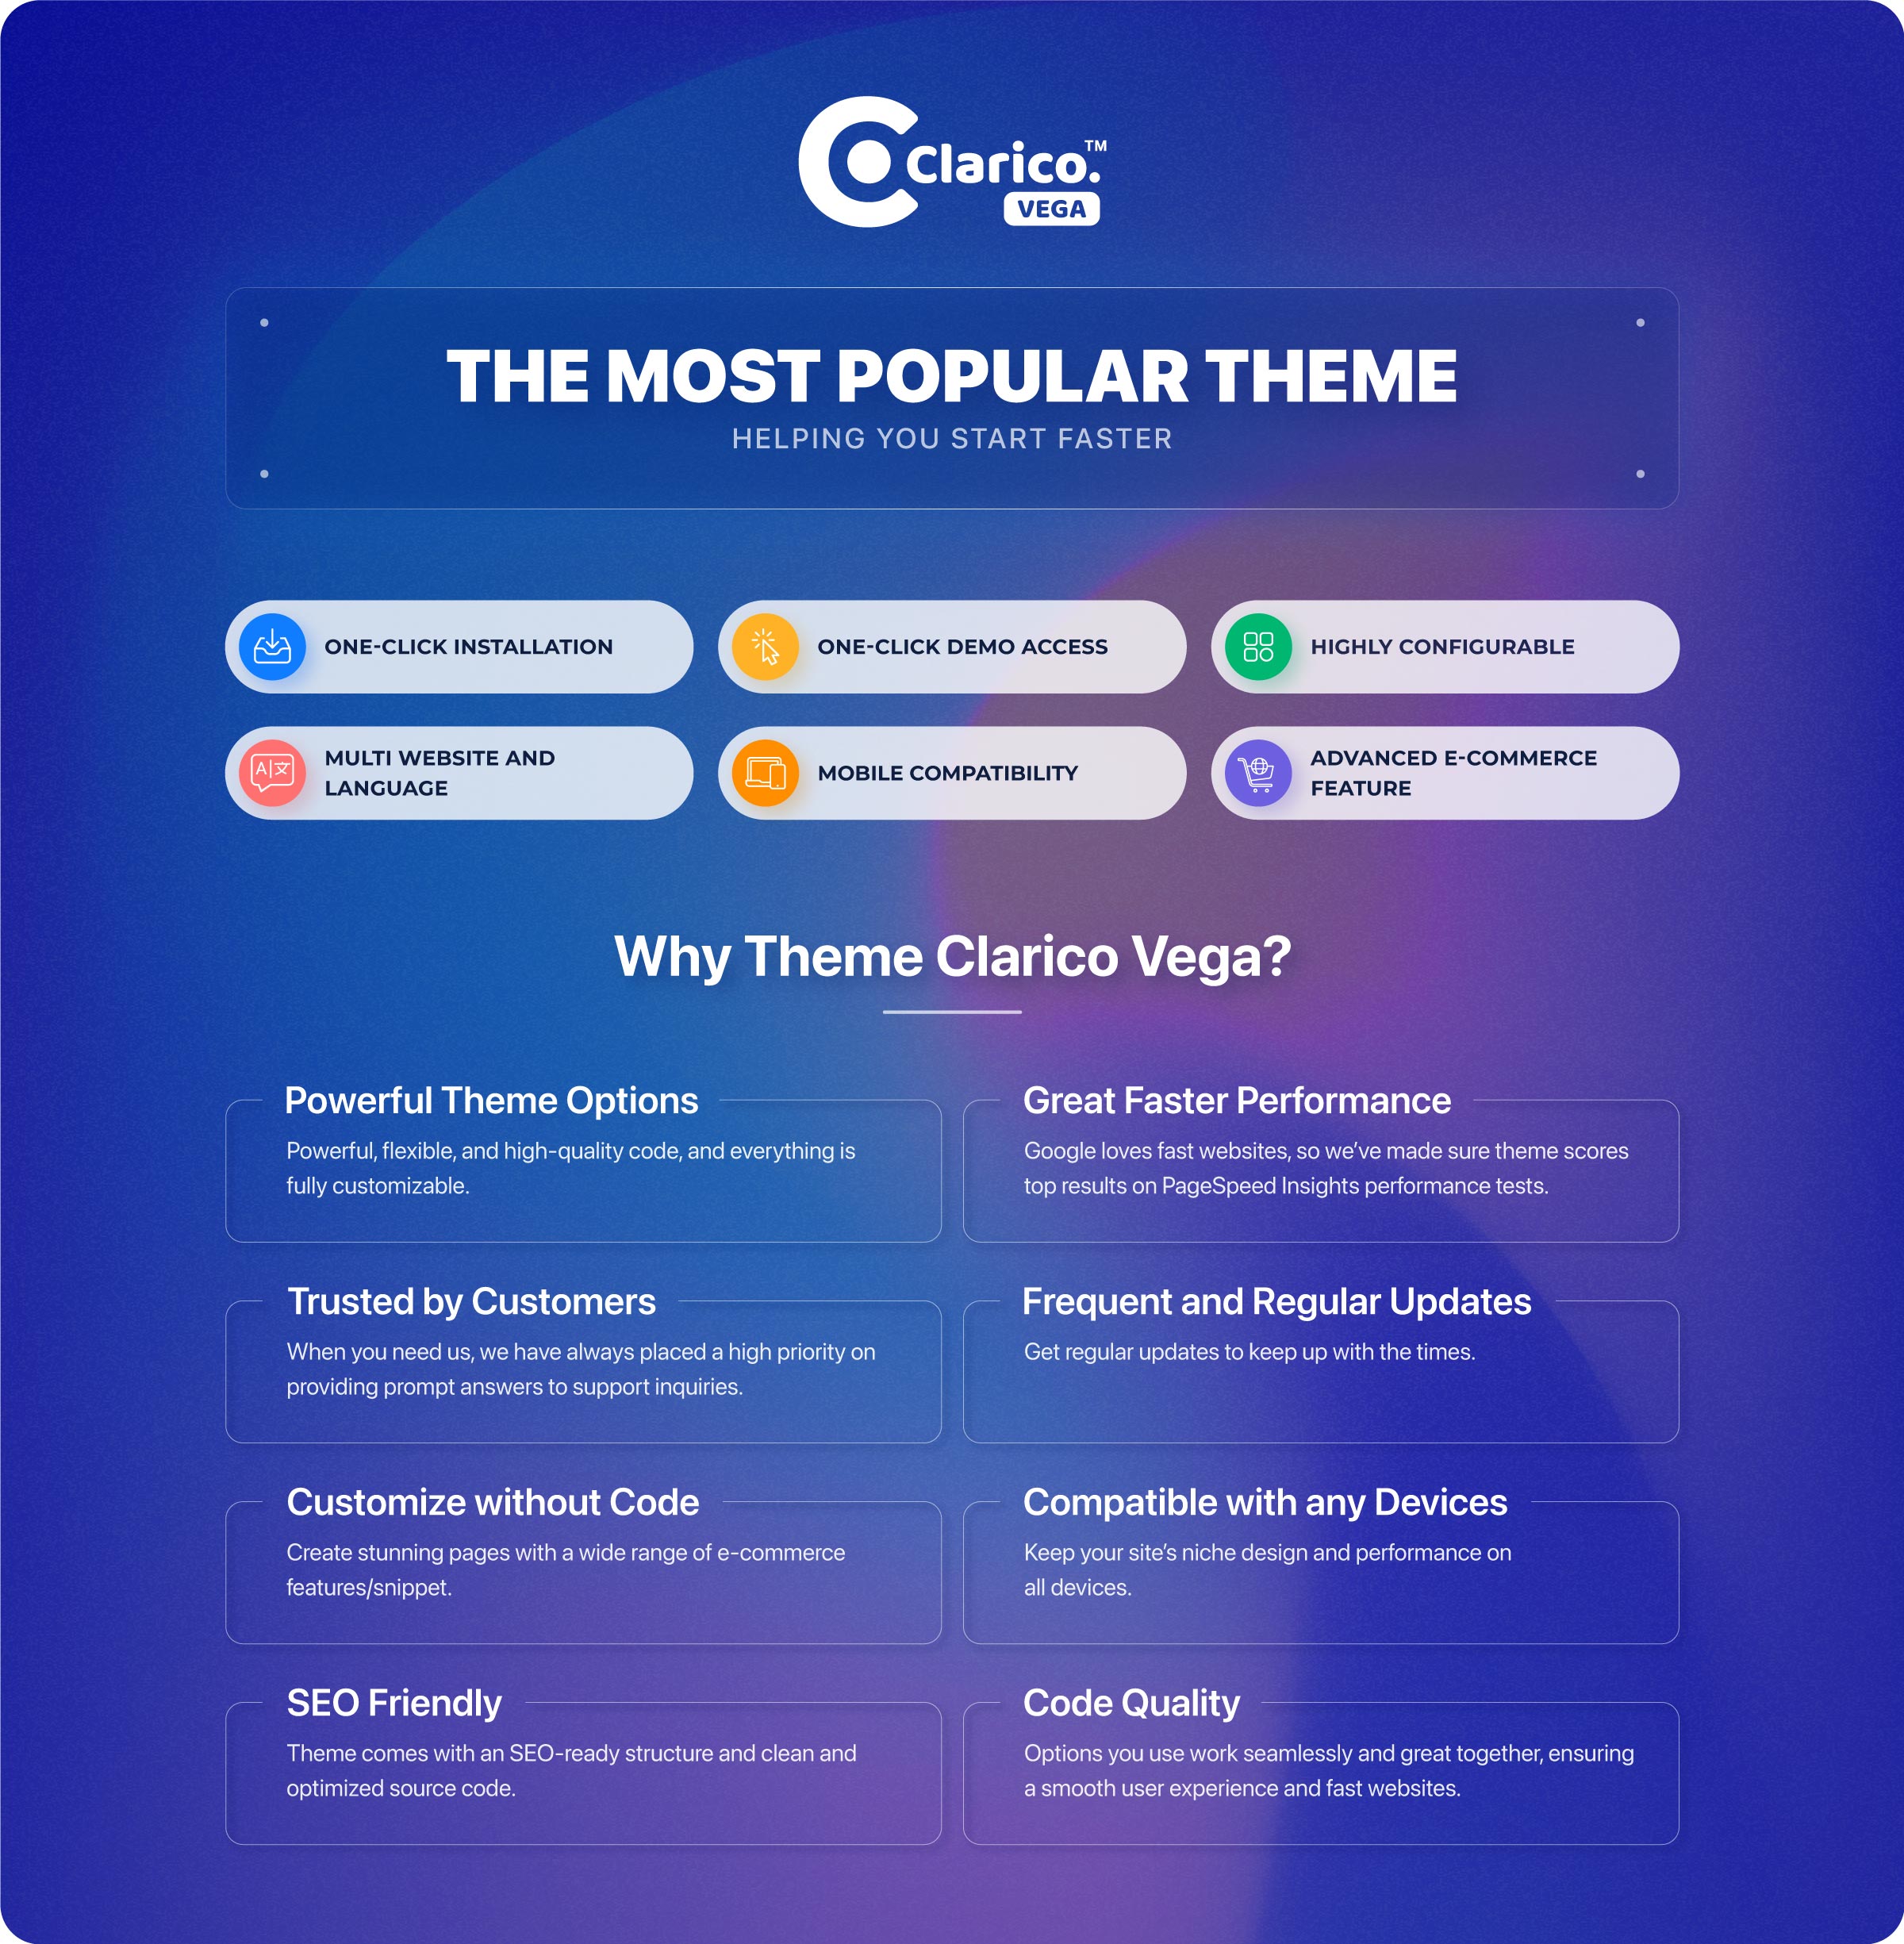 Clarico.™
VEGA
THE MOST POPULAR THEME
HELPING YOU START FASTER
ONE-CLICK INSTALLATION
ONE-CLICK DEMO ACCESS
HIGHLY CONFIGURABLE
A|文
MULTI WEBSITE AND
LANGUAGE
MOBILE COMPATIBILITY
ADVANCED E-COMMERCE
FEATURE
Why Theme Clarico Vega?
Powerful Theme Options
Powerful, flexible, and high-quality code, and everything is
fully customizable.
Great Faster Performance
Google loves fast websites, so we’ve made sure theme scores
top results on PageSpeed Insights performance tests.
Trusted by Customers
When you need us, we have always placed a high priority on
providing prompt answers to support inquiries.
Frequent and Regular Updates
Get regular updates to keep up with the times.
Customize without Code
Create stunning pages with a wide range of e-commerce
features/snippet.
Compatible with any Devices
Keep your site’s niche design and performance on
all devices.
SEO Friendly
Theme comes with an SEO-ready structure and clean and
optimized source code.
Code Quality
Options you use work seamlessly and great together, ensuring
a smooth user experience and fast websites.